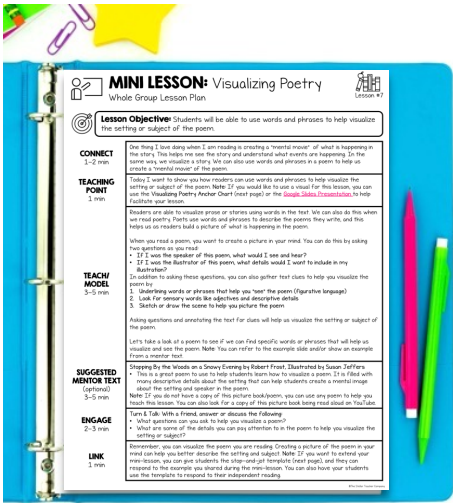 MINI LESSON: Visualizing Poetry
Whole Group Lesson Plan
Lesson #7
Lesson Objective: Students will be able to use words and phrases to help visualize
the setting or subject of the poem.
CONNECT
1-2 min
One thing I love doing when I am reading is creating a "mental movie" of what is happening in
the story. This helps me see the story and understand what events are happening. In the
same way, we visualize a story. We can also use words and phrases in a poem to help us
create a "mental movie" of the poem.
TEACHING
POINT
1 min
Today I want to show you how readers can use words and phrases to help visualize the
setting or subject of the poem. Note: If you would like to use a visual for this lesson, you can
use the Visualizing Poetry Anchor Chart (next page) or the Google Slides Presentation to help
facilitate your lesson.
TEACH/
MODEL
3-5 min
Readers are able to visualize prose or stories using words in the text. We can also do this when
we read poetry. Poets use words and phrases to describe the poems they write, and this
helps us as readers build a picture of what is happening in the poem.
When you read a poem, you want to create a picture in your mind. You can do this by asking
two questions as you read:
• If I was the speaker of this poem, what would I see and hear?
• If I was the illustrator of this poem, what details would I want to include in my
illustration?
In addition to asking these questions, you can also gather text clues to help you visualize the
poem by:
1. Underlining words or phrases that help you "see" the poem (figurative language)
2. Look for sensory words like adjectives and descriptive details
3. Sketch or draw the scene to help you picture the poem
Asking questions and annotating the text for clues will help us visualize the setting or subject of
the poem.
Let's take a look at a poem to see if we can find specific words or phrases that will help us
visualize and see the poem. Note: You can refer to the example slide and/or show an example
from a mentor text.
SUGGESTED
MENTOR TEXT
(optional)
3-5 min
Stopping By the Woods on a Snowy Evening by Robert Frost, Illustrated by Susan Jeffers
• This is a great poem to use to help students learn how to visualize a poem. It is filled with
many descriptive details about the setting that can help students create a mental image
about the setting and speaker in the poem.
Note: If you do not have a copy of this picture book/poem, you can use any poem to help you
teach this lesson. You can also look for a copy of this picture book being read aloud on YouTube.
ENGAGE
2-3 min
Turn & Talk: With a friend, answer or discuss the following:
• What questions can you ask to help you visualize a poem?
• What are some of the details you can pay attention to in the poem to help you visualize the
setting or subject?
LINK
1 min
Remember, you can visualize the poem you are reading. Creating a picture of the poem in your
mind can help you better describe the setting and subject. Note: If you want to extend your
mini-lesson, you can give students the stop-and-jot template (next page), and they can
respond to the example you shared during the mini-lesson. You can also have your students
use the template to respond to their independent reading.